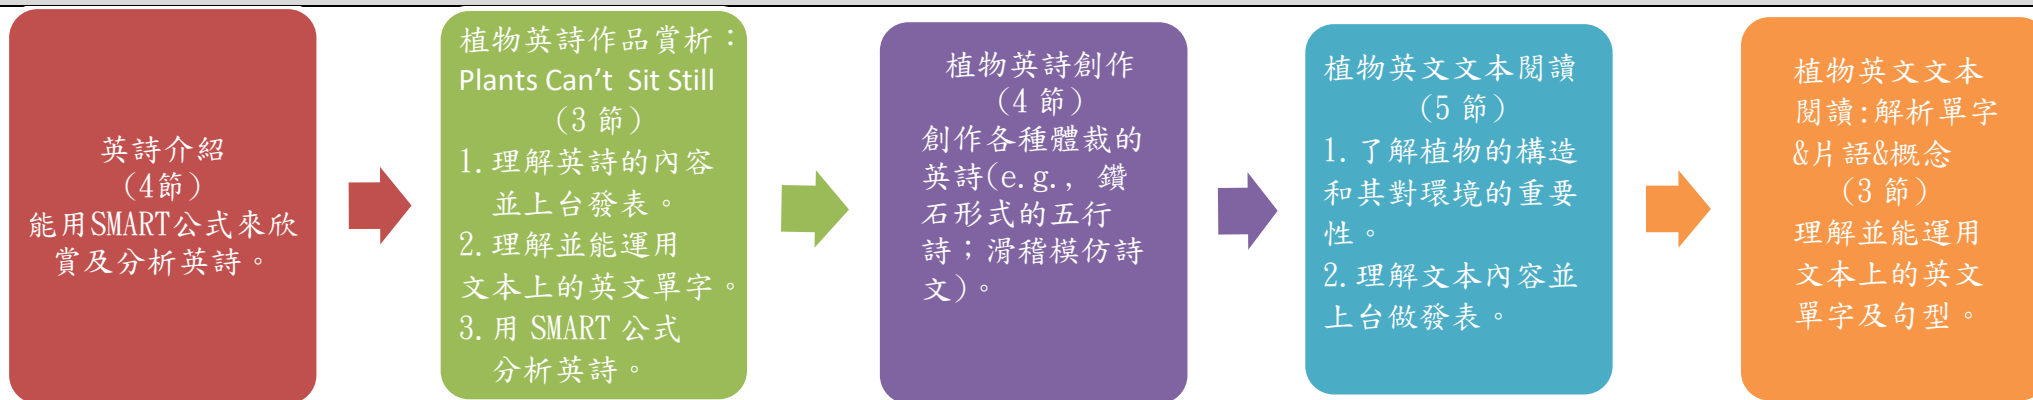 英詩介紹
(4節)
能用SMART公式來欣
賞及分析英詩。
植物英詩作品賞析：
Plants Can’t Sit Still
(3 節)
1.理解英詩的內容
並上台發表。
2.理解並能運用
文本上的英文單字。
3.用 SMART 公式
分析英詩。
植物英詩創作
(4 節)
創作各種體裁的
英詩(e.g., 鑽
石形式的五行
詩；滑稽模仿詩
文)。
植物英文文本閱讀
(5 節)
1.了解植物的構造
和其對環境的重要
性。
2.理解文本內容並
上台做發表。
植物英文文本
閱讀:解析單字
&片語&概念
(3 節)
理解並能運用
文本上的英文
單字及句型。